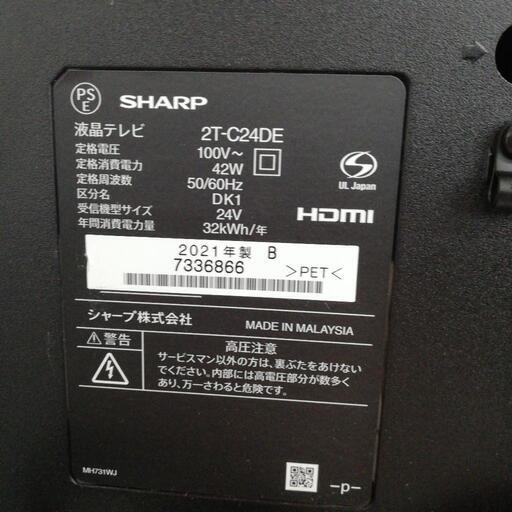 PS
E
SHARP
液晶テレビ 2T-C24DE
定格電圧 100V～
定格消費電力 42W
定格周波数 50/60Hz
区分名 DK1
受信機型サイズ 24V
年間消費電力量 32kWh/年
S
UL Japan
HDMI
2021年製 B
7336866
>PET<
シャープ株式会社
MADE IN MALAYSIA
警告
高圧注意
サービスマン以外の方は、裏ぶたをあけない
でください。内部には高電圧部分が数多く
あり、万一さわると危険です。
MH731WJ
-p-